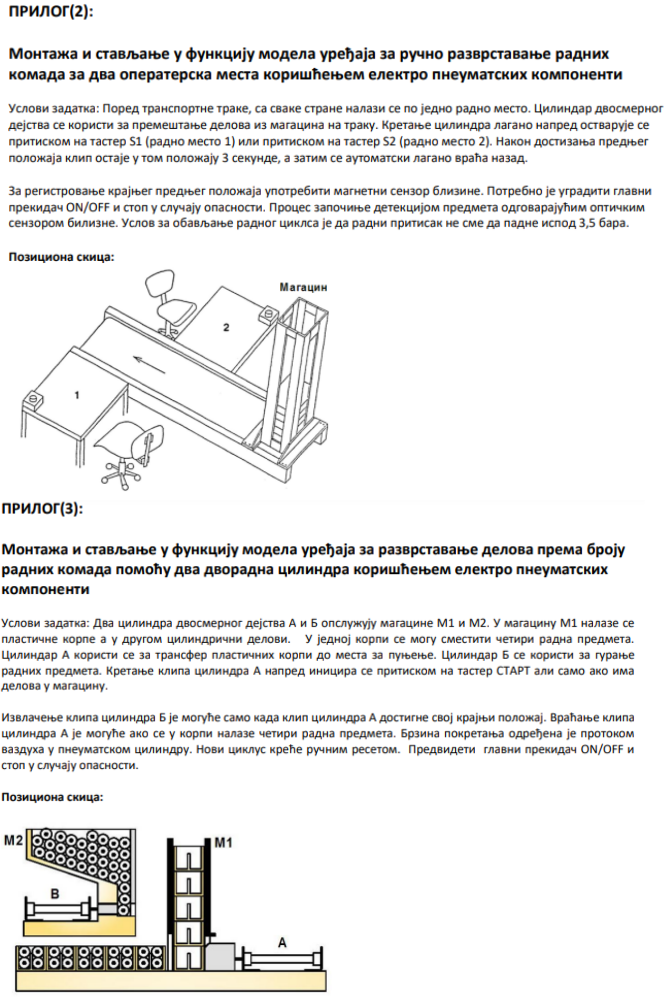 ПРИЛОГ(2):
Монтажа и стављање у функцију модела уређаја за ручно разврставање радних
комада за два оператерска места коришћењем електро пнеуматских компоненти
Услови задатка: Поред транспортне траке, са сваке стране налази се по једно радно место. Цилиндар двосмерног
дејства се користи за премештање делова из магацина на траку. Кретање цилиндра лагано напред остварује се
притиском на тастер S1 (радно место 1) или притиском на тастер S2 (радно место 2). Након достизања предњег
положаја клип остаје у том положају 3 секунде, а затим се аутоматски лагано враћа назад.
За регистровање крајњег предњег положаја употребити магнетни сензор близине. Потребно је уградити главни
прекидач ON/OFF и стоп у случају опасности. Процес започиње детекцијом предмета одговарајућим оптичким
сензором билизне. Услов за обављање радног циклса је да радни притисак не сме да падне испод 3,5 бара.
Позициона скица:
Магацин
2
1
ПРИЛОГ(3):
Монтажа и стављање у функцију модела уређаја за разврставање делова према броју
радних комада помоћу два дворадна цилиндра коришћењем електро пнеуматских
компоненти
Услови задатка: Два цилиндра двосмерног дејства А и Б опслужују магацине М1 и М2. У магацину М1 налазе се
пластичне корпе а у другом цилиндрични делови. У једној корпи се могу сместити четири радна предмета.
Цилиндар А користи се за трансфер пластичних корпи до места за пуњење. Цилиндар Б се користи за гурање
радних предмета. Кретање клипа цилиндра А напред иницира се притиском на тастер СТАРТ али само ако има
делова у магацину.
Извлачење клипа цилиндра Б је могуће само када клип цилиндра А достигне свој крајњи положај. Враћање клипа
цилиндра А је могуће ако се у корпи налазе четири радна предмета. Брзина покретања одређена је протоком
ваздуха у пнеуматском цилиндру. Нови циклус креће ручним ресетом. Предвидети главни прекидач ON/OFF и
стоп у случају опасности.
Позициона скица:
M2
M1
B
A